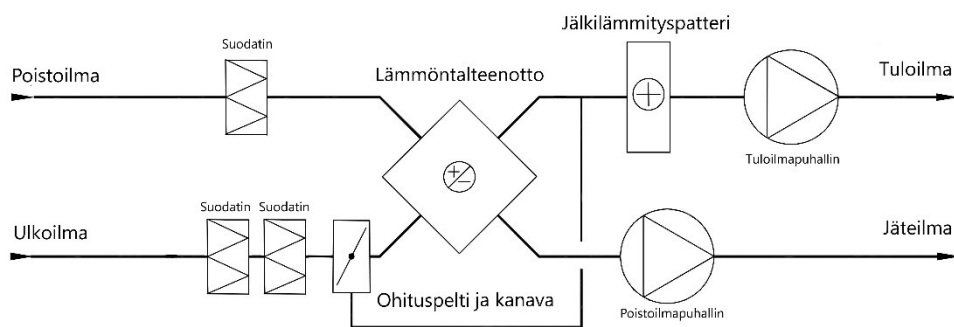 Jälkilämmityspatteri
Suodatin
Poistoilma
Lämmöntalteenotto
Tuloilma
Tuloilmapuhallin
Suodatin
Suodatin
Ulkoilma
Jäteilma
Ohituspelti ja kanava
Poistoilmapuhallin